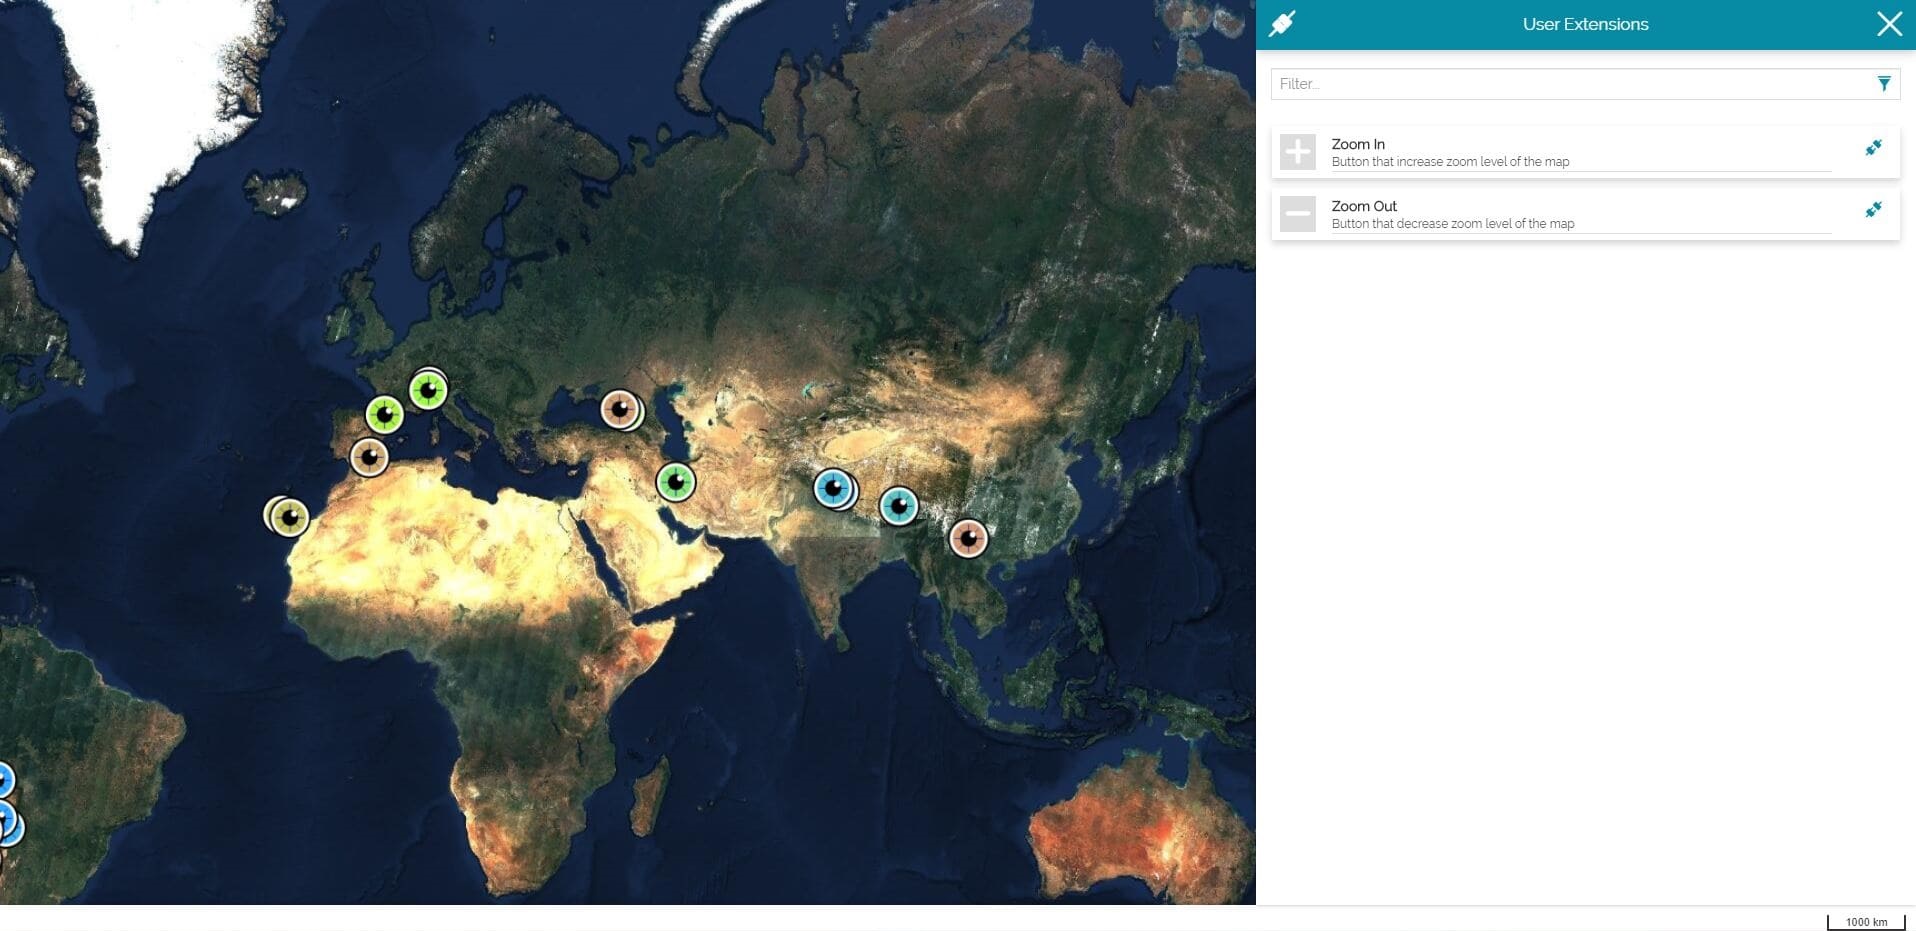 User Extensions
Filter...
Zoom In
Button that increase zoom level of the map
Zoom Out
Button that decrease zoom level of the map
1000 km